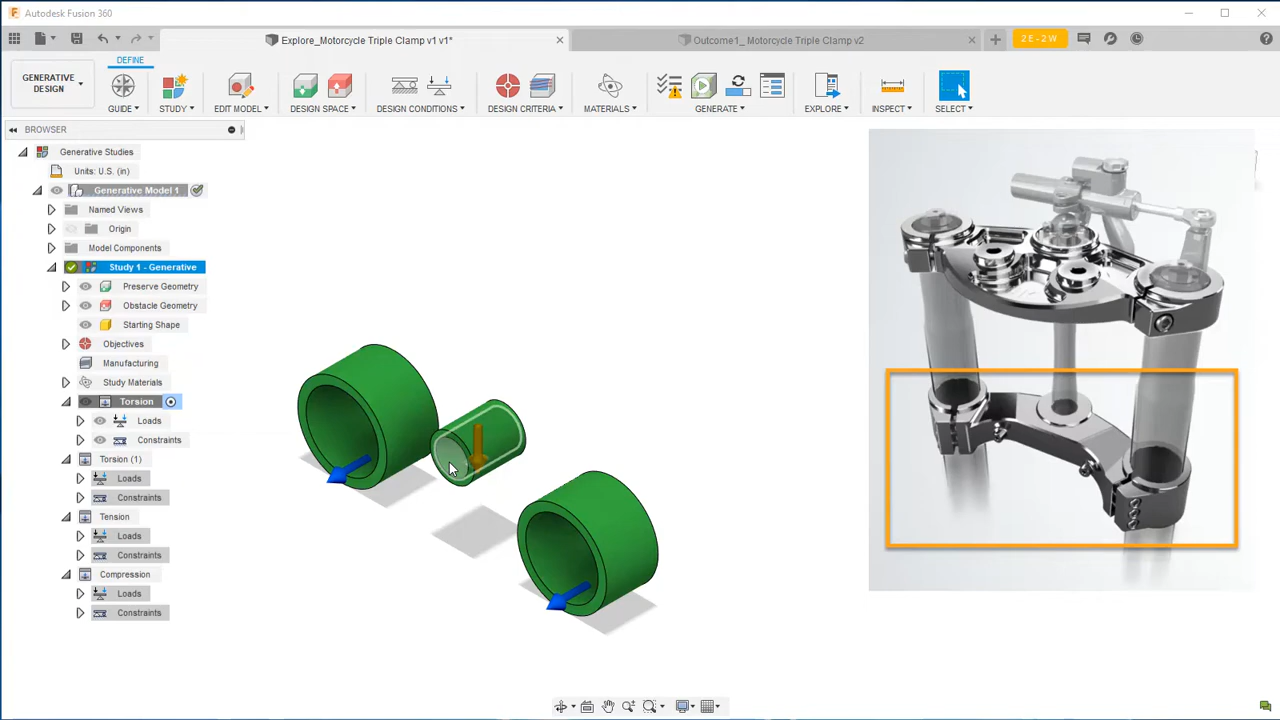 Autodesk Fusion 360
Explore_Motorcycle Triple Clamp v1 v1*
Outcome1_ Motorcycle Triple Clamp v2
2 E - 2 W
DEFINE
GENERATIVE DESIGN
GUIDE
STUDY
EDIT MODEL
DESIGN SPACE
DESIGN CONDITIONS
DESIGN CRITERIA
MATERIALS
GENERATE
EXPLORE
INSPECT
SELECT
BROWSER
Generative Studies
Units: U.S. (in)
Generative Model 1
Named Views
Origin
Model Components
Study 1 - Generative
Preserve Geometry
Obstacle Geometry
Starting Shape
Objectives
Manufacturing
Study Materials
Torsion
Loads
Constraints
Torsion (1)
Loads
Constraints
Tension
Loads
Constraints
Compression
Loads
Constraints